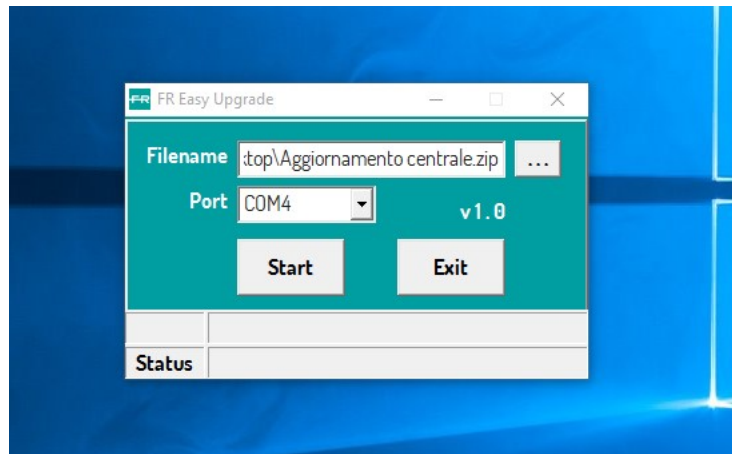 FR FR Easy Upgrade
Filename :top\Aggiornamento centrale.zip ...
Port COM4 v1.0
Start Exit
Status